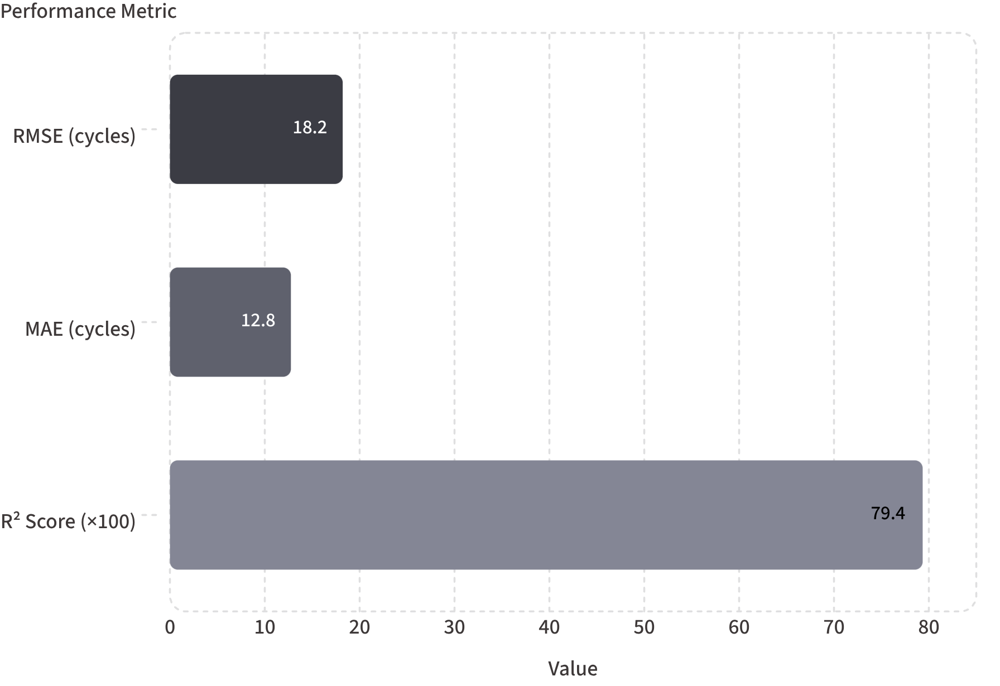 Performance Metric
RMSE (cycles)
18.2
MAE (cycles)
12.8
R² Score (×100)
79.4
0 10 20 30 40 50 60 70 80
Value